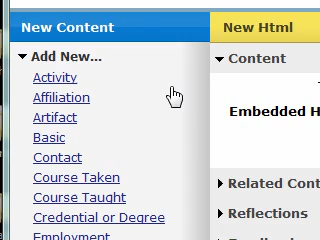 New Content
Add New...
Activity
Affiliation
Artifact
Basic
Contact
Course Taken
Course Taught
Credential or Degree
Employment
New Html
Content
Embedded H
Related Cont
Reflections